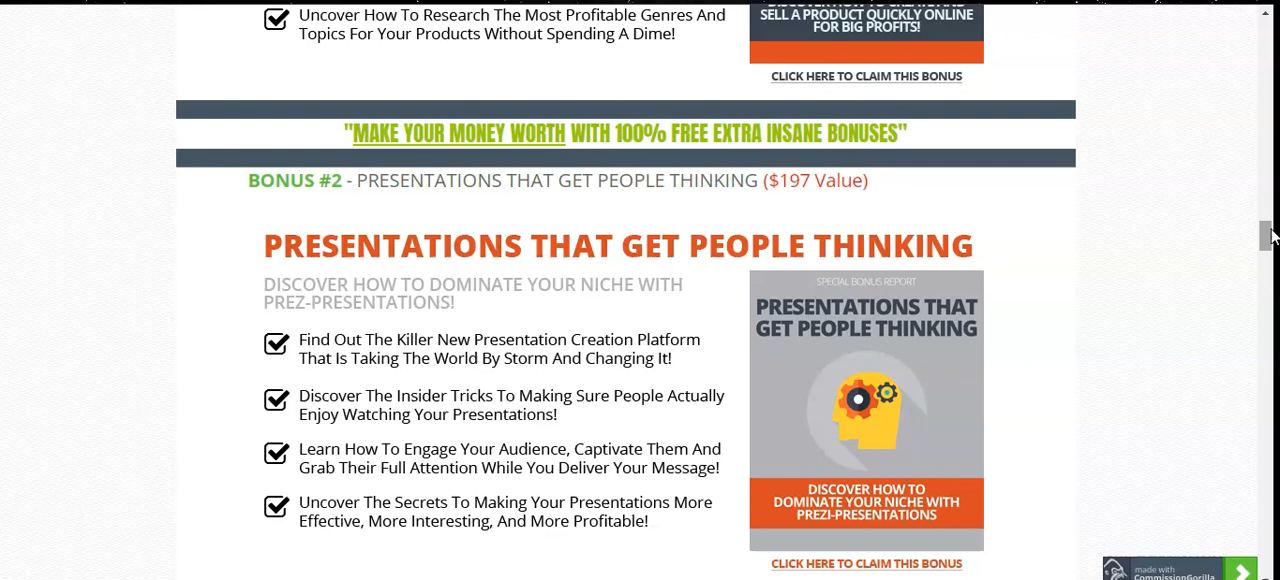 Uncover How To Research The Most Profitable Genres And
Topics For Your Products Without Spending A Dime!
SELL A PRODUCT QUICKLY ONLINE
FOR BIG PROFITS!
CLICK HERE TO CLAIM THIS BONUS
"MAKE YOUR MONEY WORTH WITH 100% FREE EXTRA INSANE BONUSES"
BONUS #2 - PRESENTATIONS THAT GET PEOPLE THINKING ($197 Value)
PRESENTATIONS THAT GET PEOPLE THINKING
DISCOVER HOW TO DOMINATE YOUR NICHE WITH
PREZ-PRESENTATIONS!
Find Out The Killer New Presentation Creation Platform
That Is Taking The World By Storm And Changing It!
Discover The Insider Tricks To Making Sure People Actually
Enjoy Watching Your Presentations!
Learn How To Engage Your Audience, Captivate Them And
Grab Their Full Attention While You Deliver Your Message!
Uncover The Secrets To Making Your Presentations More
Effective, More Interesting, And More Profitable!
SPECIAL BONUS REPORT
PRESENTATIONS THAT
GET PEOPLE THINKING
DISCOVER HOW TO
DOMINATE YOUR NICHE WITH
PREZI-PRESENTATIONS
CLICK HERE TO CLAIM THIS BONUS
made with
CommissionGorilla